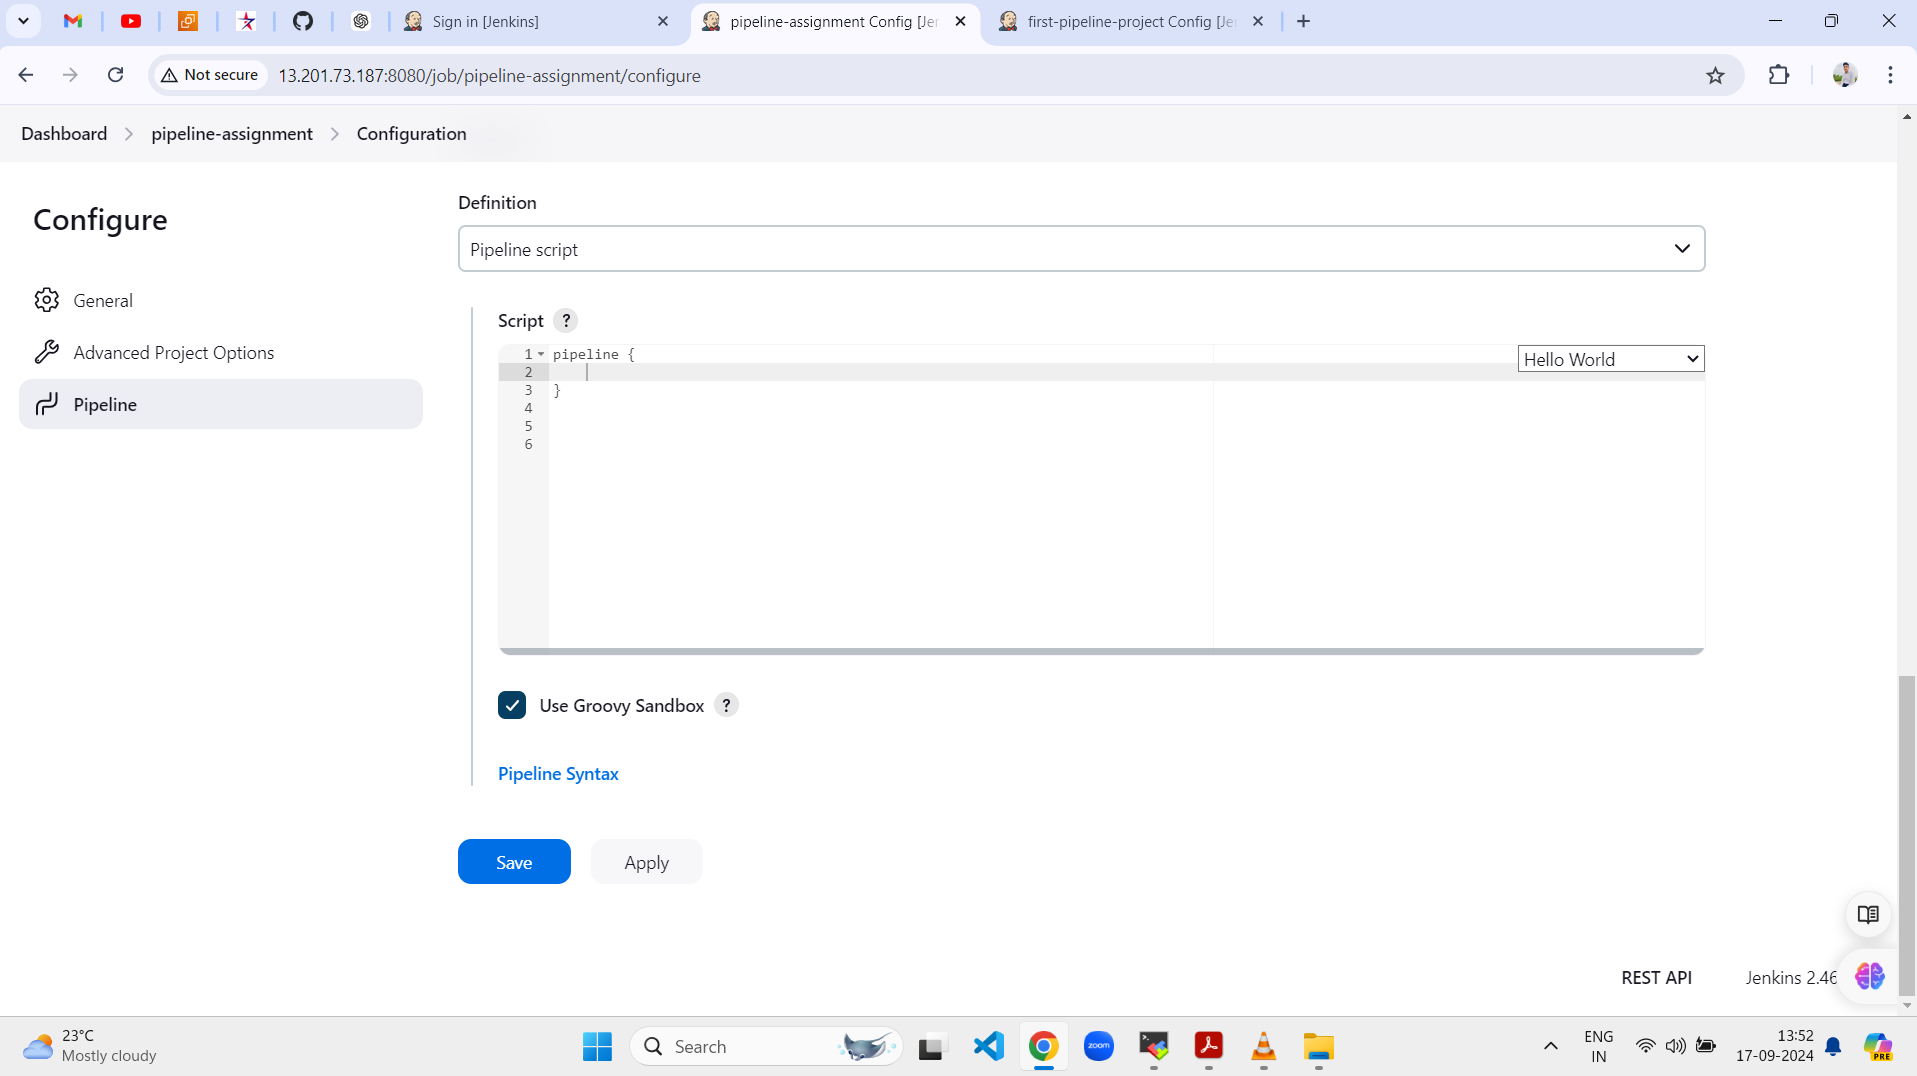 Sign in [Jenkins]
pipeline-assignment Config [Je
first-pipeline-project Config [Je
Not secure
13.201.73.187:8080/job/pipeline-assignment/configure
Dashboard
pipeline-assignment
Configuration
Configure
General
Advanced Project Options
Pipeline
Definition
Pipeline script
Script ?
1 pipeline {
2
3 }
4
5
6
Hello World
Use Groovy Sandbox ?
Pipeline Syntax
Save
Apply
REST API
Jenkins 2.46
23°C
Mostly cloudy
Search
zoom
ENG
IN
13:52
17-09-2024
PRE